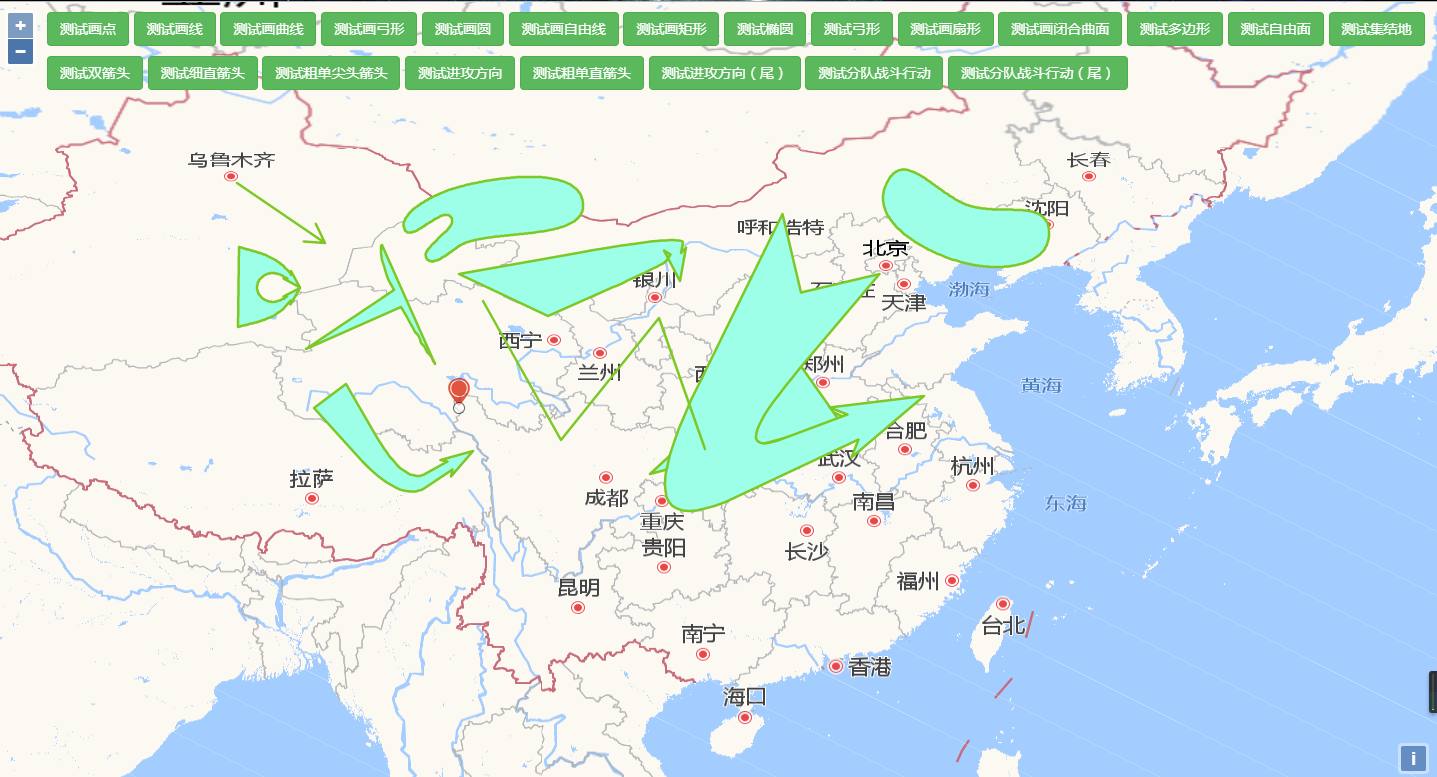 +
−
测试画点 测试画线 测试画曲线 测试画弓形 测试画圆 测试画自由线 测试画矩形 测试椭圆 测试弓形 测试画扇形 测试画闭合曲面 测试多边形 测试自由面 测试集结地
测试双箭头 测试细直箭头 测试粗单尖头箭头 测试进攻方向 测试粗单直箭头 测试进攻方向（尾） 测试分队战斗行动 测试分队战斗行动（尾）
乌鲁木齐
长春
沈阳
呼和浩特
北京
银川
渤海
天津
西宁
兰州
郑州
黄海
合肥
武汉
杭州
拉萨
成都
南昌
东海
重庆
贵阳
长沙
福州
昆明
台北
南宁
香港
海口
i